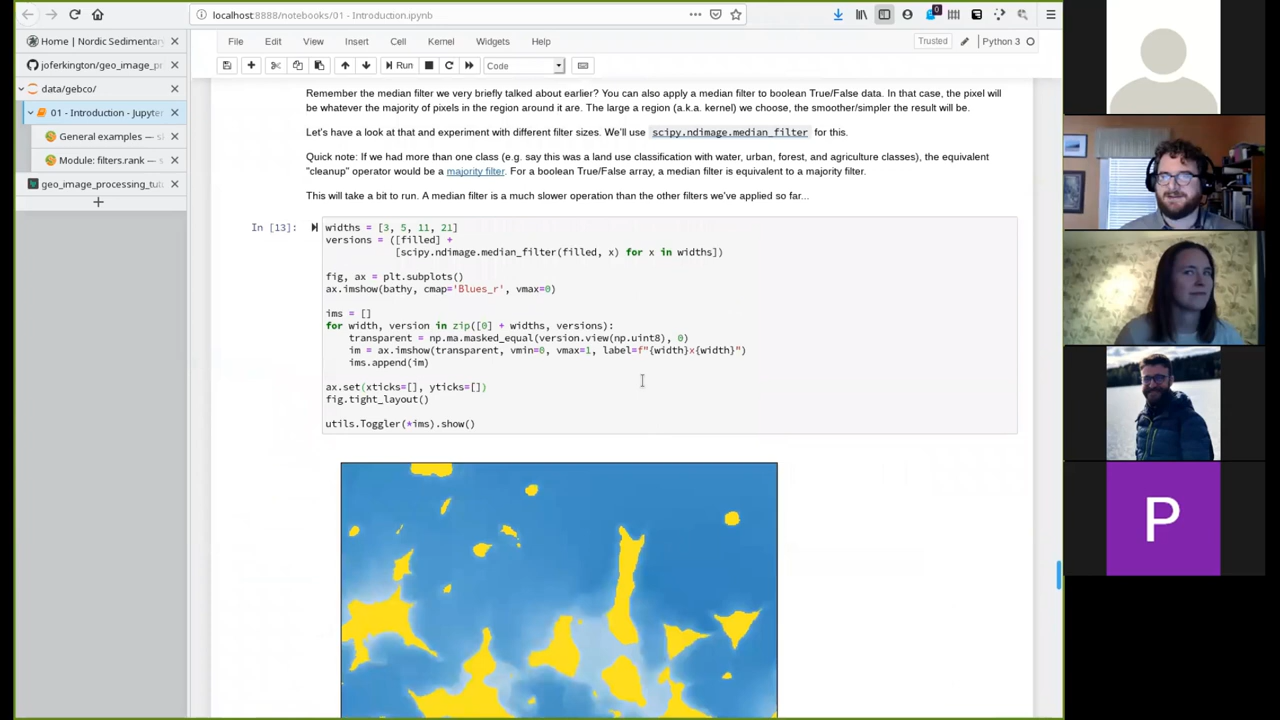 localhost:8888/notebooks/01 - Introduction.ipynb
0
Home | Nordic Sedimentar
joferkington/geo_image_pr
data/gebco/
01 - Introduction - Jupyter
General examples — s
Module: filters.rank — s
geo_image_processing_tut
File Edit View Insert Cell Kernel Widgets Help
Trusted Python 3
Run Code
Remember the median filter we very briefly talked about earlier? You can also apply a median filter to boolean True/False data. In that case, the pixel will
be whatever the majority of pixels in the region around it are. The large a region (a.k.a. kernel) we choose, the smoother/simpler the result will be.
Let's have a look at that and experiment with different filter sizes. We'll use scipy.ndimage.median_filter for this.
Quick note: If we had more than one class (e.g. say this was a land use classification with water, urban, forest, and agriculture classes), the equivalent
"cleanup" operator would be a majority filter. For a boolean True/False array, a median filter is equivalent to a majority filter.
This will take a bit to run. A median filter is a much slower operation than the other filters we've applied so far...
In [13]:
widths = [3, 5, 11, 21]
versions = ([filled] +
[scipy.ndimage.median_filter(filled, x) for x in widths])
fig, ax = plt.subplots()
ax.imshow(bathy, cmap='Blues_r', vmax=0)
ims = []
for width, version in zip([0] + widths, versions):
transparent = np.ma.masked_equal(version.view(np.uint8), 0)
im = ax.imshow(transparent, vmin=0, vmax=1, label=f"{width}x{width}")
ims.append(im)
ax.set(xticks=[], yticks=[])
fig.tight_layout()
utils.Toggler(*ims).show()
P